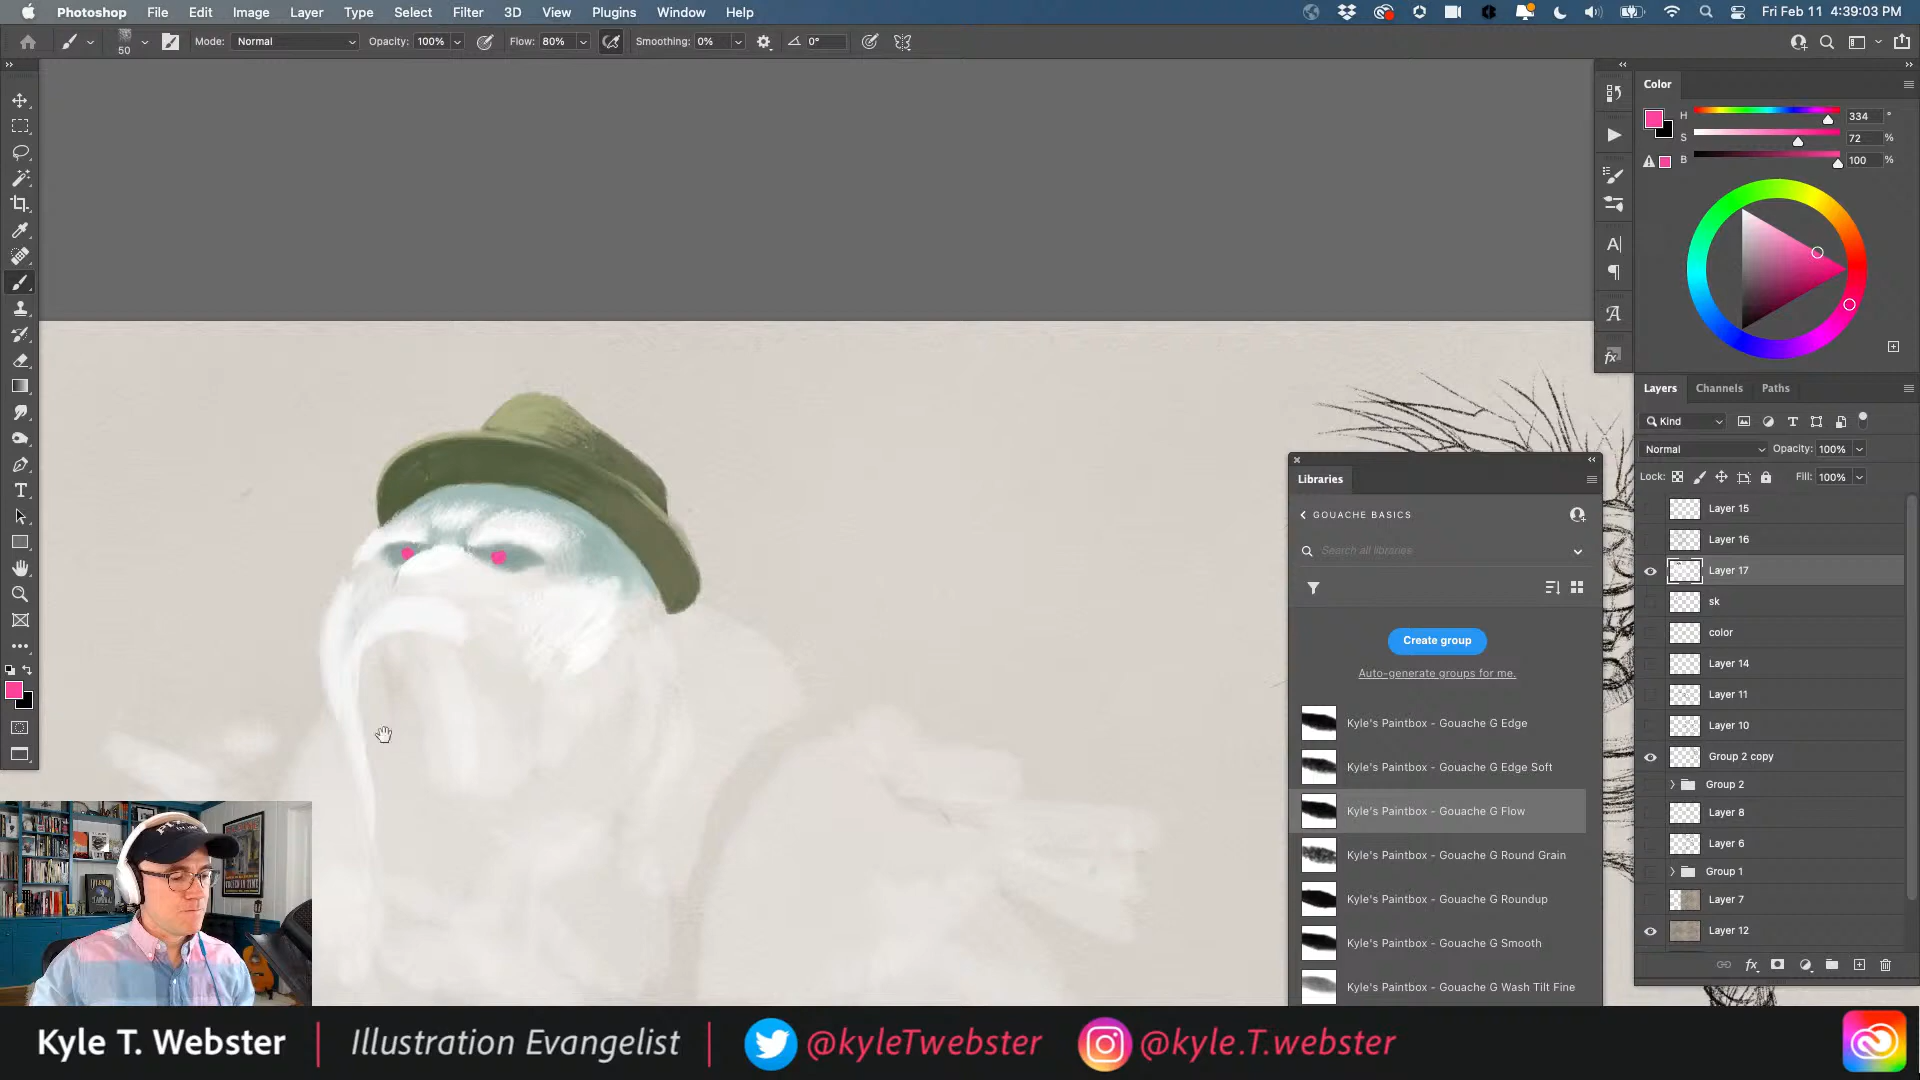 Photoshop File Edit Image Layer Type Select Filter 3D View Plugins Window Help Fri Feb 11 4:39:03 PM
50 Mode: Normal Opacity: 100% Flow: 80% Smoothing: 0% 0°
Color
H 334 °
S 72 %
B 100 %
Layers Channels Paths
Kind
Normal Opacity: 100%
Lock: Fill: 100%
Layer 15
Layer 16
Layer 17
sk
color
Layer 14
Layer 11
Layer 10
Group 2 copy
Group 2
Layer 8
Layer 6
Group 1
Layer 7
Layer 12
Libraries
GOUACHE BASICS
Search all libraries
Create group
Auto-generate groups for me.
Kyle's Paintbox - Gouache G Edge
Kyle's Paintbox - Gouache G Edge Soft
Kyle's Paintbox - Gouache G Flow
Kyle's Paintbox - Gouache G Round Grain
Kyle's Paintbox - Gouache G Roundup
Kyle's Paintbox - Gouache G Smooth
Kyle's Paintbox - Gouache G Wash Tilt Fine
Kyle T. Webster | Illustration Evangelist | @kyleTwebster @kyle.T.webster